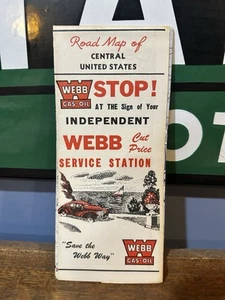 Road Map of
CENTRAL
UNITED STATES
WEBB
GAS-OIL
STOP!
AT THE Sign of Your
INDEPENDENT
WEBB Cut
Price
SERVICE STATION
"Save the
Webb Way"
WEBB
GAS-OIL